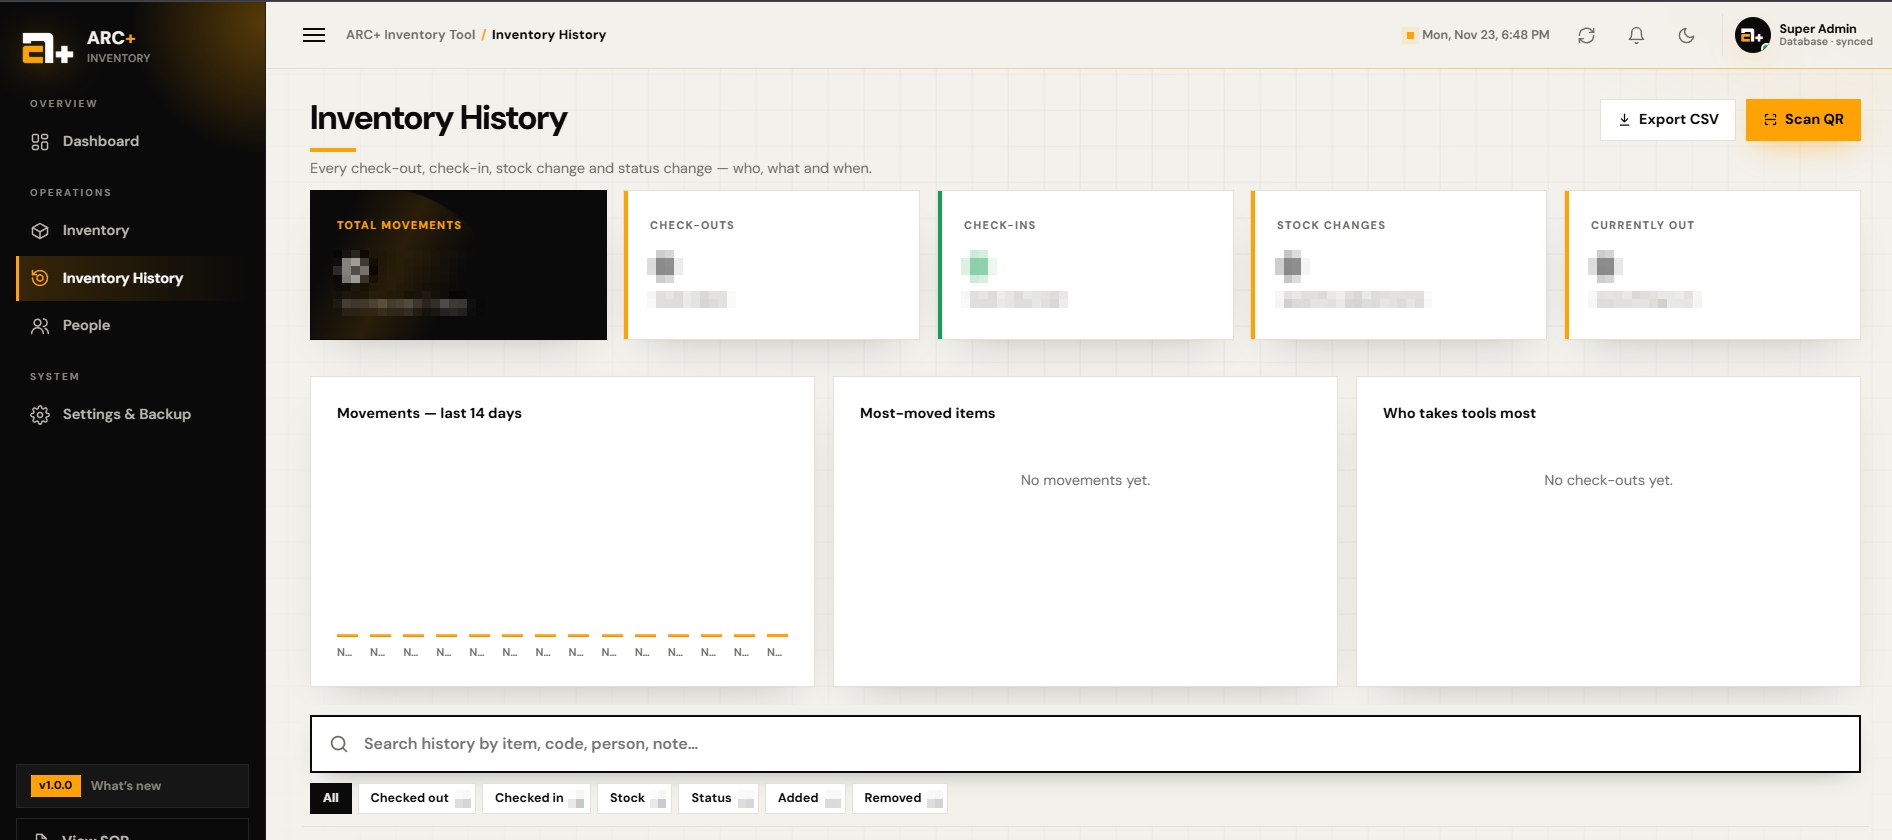 ARC+
INVENTORY
OVERVIEW
Dashboard
OPERATIONS
Inventory
Inventory History
People
SYSTEM
Settings & Backup
v1.0.0 What's new
View SOP
ARC+ Inventory Tool / Inventory History
Mon, Nov 23, 6:48 PM
Super Admin
Database · synced
Inventory History
Every check-out, check-in, stock change and status change — who, what and when.
Export CSV
Scan QR
TOTAL MOVEMENTS
CHECK-OUTS
CHECK-INS
STOCK CHANGES
CURRENTLY OUT
Movements — last 14 days
N... N... N... N... N... N... N... N... N... N... N... N... N... N...
Most-moved items
No movements yet.
Who takes tools most
No check-outs yet.
Search history by item, code, person, note...
All Checked out Checked in Stock Status Added Removed